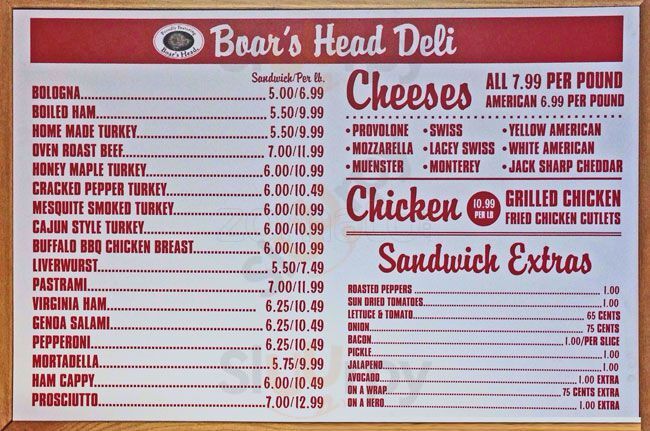 Proudly Featuring
Boar's Head
Boar's Head Deli
Sandwich/Per lb.
BOLOGNA 5.00/6.99
BOILED HAM 5.50/9.99
HOME MADE TURKEY 5.50/9.99
OVEN ROAST BEEF 7.00/11.99
HONEY MAPLE TURKEY 6.00/10.99
CRACKED PEPPER TURKEY 6.00/10.49
MESQUITE SMOKED TURKEY 6.00/10.99
CAJUN STYLE TURKEY 6.00/10.99
BUFFALO BBQ CHICKEN BREAST 6.00/10.99
LIVERWURST 5.50/7.49
PASTRAMI 7.00/11.99
VIRGINIA HAM 6.25/10.49
GENOA SALAMI 6.25/10.49
PEPPERONI 6.25/10.49
MORTADELLA 5.75/9.99
HAM CAPPY 6.00/10.49
PROSCIUTTO 7.00/12.99
Cheeses
ALL 7.99 PER POUND
AMERICAN 6.99 PER POUND
• PROVOLONE • SWISS • YELLOW AMERICAN
• MOZZARELLA • LACEY SWISS • WHITE AMERICAN
• MUENSTER • MONTEREY • JACK SHARP CHEDDAR
Chicken
10.99
PER LB
GRILLED CHICKEN
FRIED CHICKEN CUTLETS
Sandwich Extras
ROASTED PEPPERS 1.00
SUN DRIED TOMATOES 1.00
LETTUCE & TOMATO 65 CENTS
ONION 75 CENTS
BACON 1.00/PER SLICE
PICKLE 1.00
JALAPENO 1.00
AVOCADO 1.00 EXTRA
ON A WRAP 75 CENTS EXTRA
ON A HERO 1.00 EXTRA